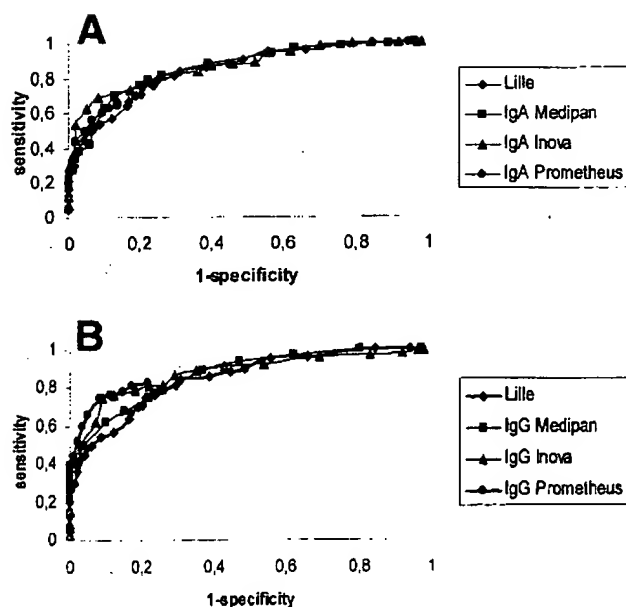 A
1
0,8
0,6
0,4
0,2
0
sensitivity
0 0,2 0,4 0,6 0,8 1
1-specificity
Lille
IgA Medipan
IgA Inova
IgA Prometheus
B
1
0,8
0,6
0,4
0,2
0
sensitivity
0 0,2 0,4 0,6 0,8 1
1-specificity
Lille
IgG Medipan
IgG Inova
IgG Prometheus